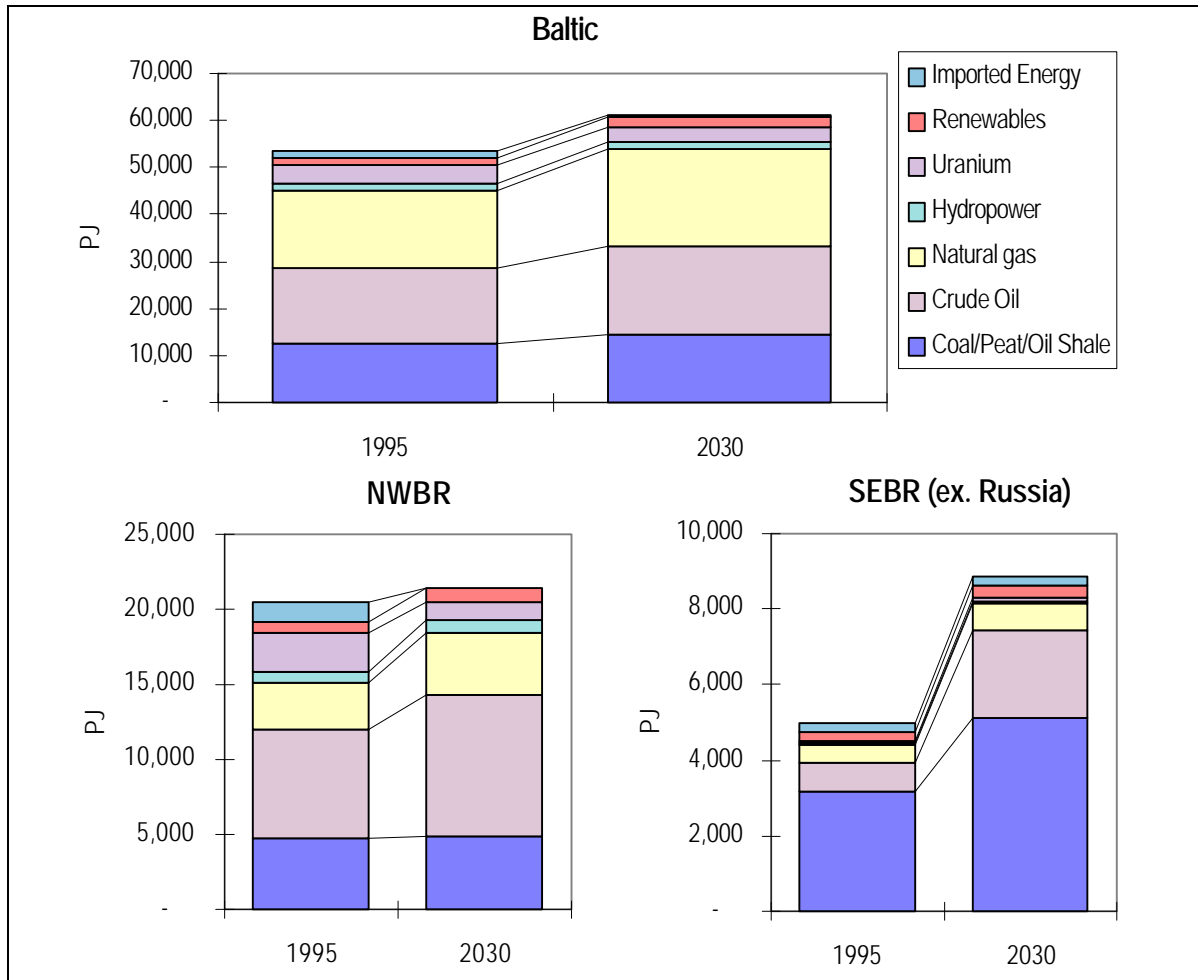 Baltic
70,000
60,000
50,000
40,000
30,000
20,000
10,000
-
PJ
1995
2030
Imported Energy
Renewables
Uranium
Hydropower
Natural gas
Crude Oil
Coal/Peat/Oil Shale
NWBR
25,000
20,000
15,000
10,000
5,000
-
PJ
1995
2030
SEBR (ex. Russia)
10,000
8,000
6,000
4,000
2,000
-
PJ
1995
2030